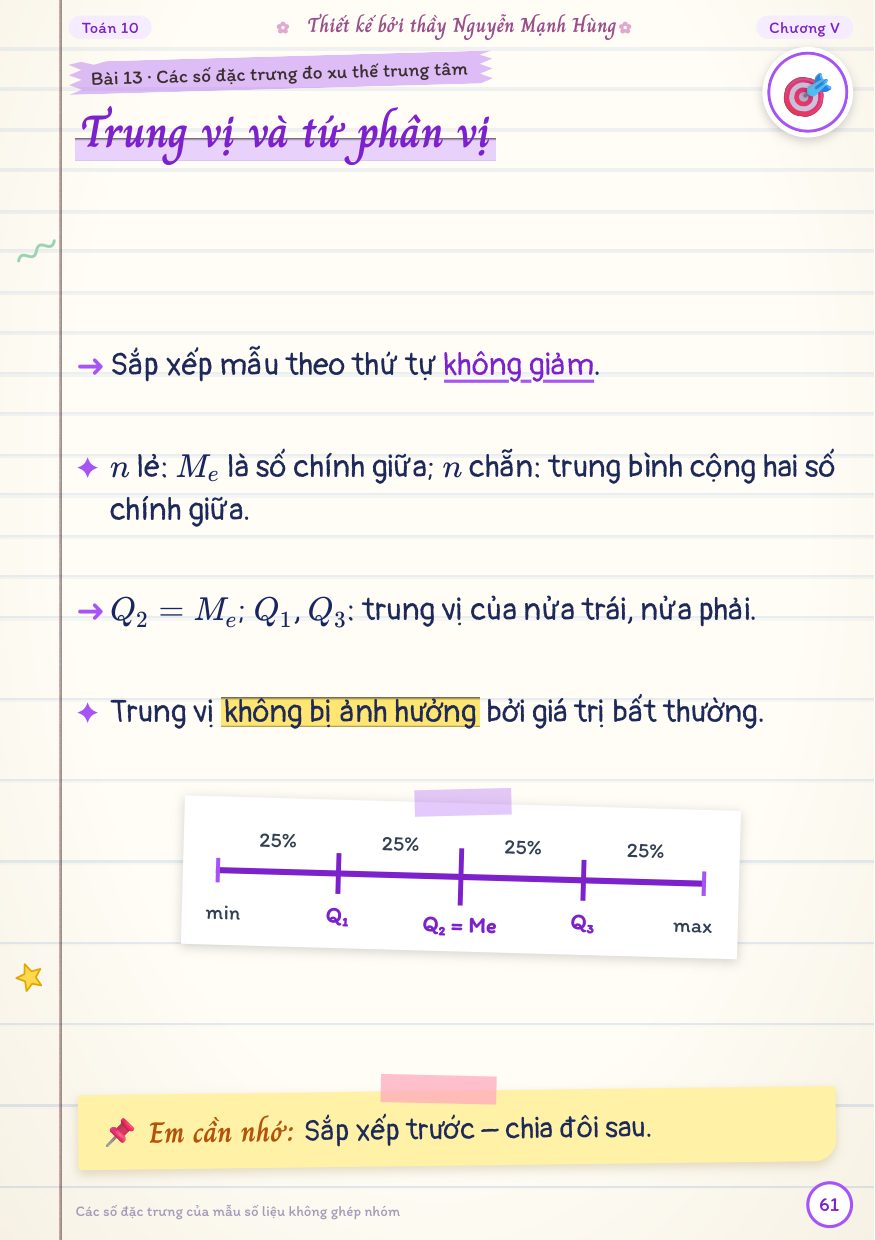 Toán 10
Thiết kế bởi thầy Nguyễn Mạnh Hùng
Chương V
Bài 13 · Các số đặc trưng đo xu thế trung tâm
Trung vị và tứ phân vị
→ Sắp xếp mẫu theo thứ tự không giảm.
✦ n lẻ: Mₑ là số chính giữa; n chẵn: trung bình cộng hai số
chính giữa.
→ Q₂ = Mₑ; Q₁, Q₃: trung vị của nửa trái, nửa phải.
✦ Trung vị không bị ảnh hưởng bởi giá trị bất thường.
25% 25% 25% 25%
min Q₁ Q₂ = Me Q₃ max
Em cần nhớ: Sắp xếp trước – chia đôi sau.
Các số đặc trưng của mẫu số liệu không ghép nhóm
61